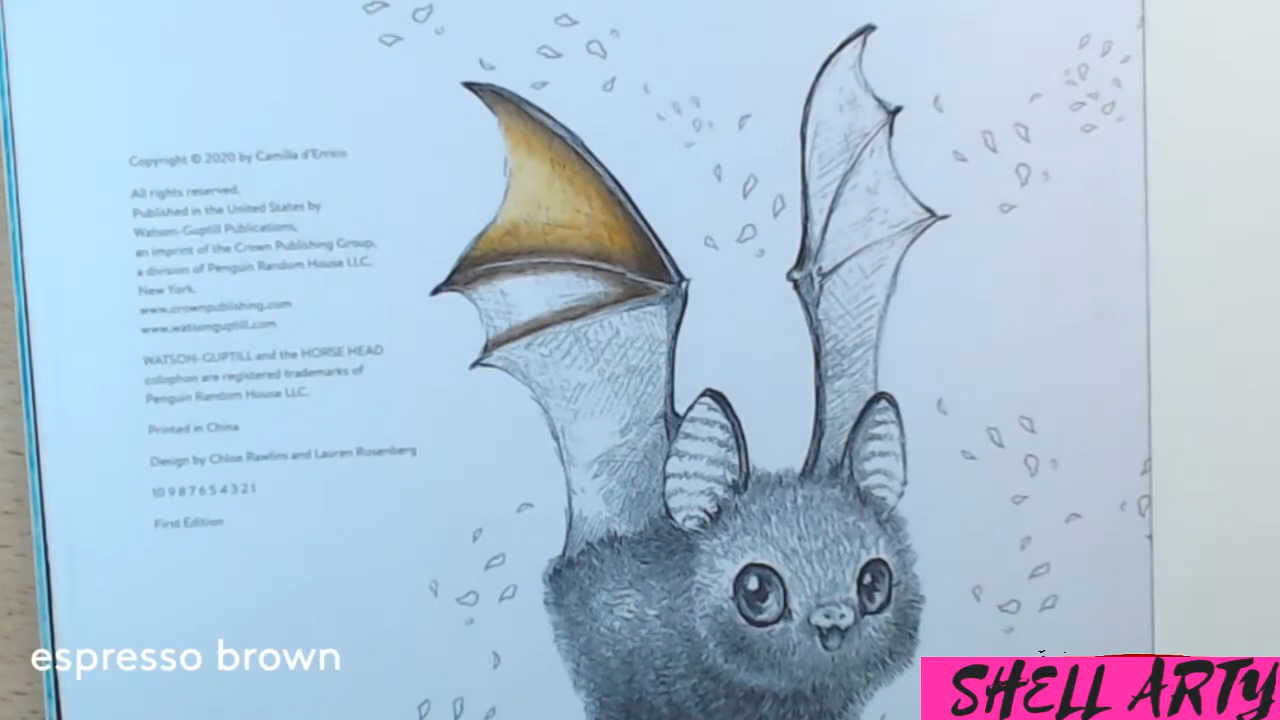 Copyright © 2020 by Camilla d'Errico
All rights reserved.
Published in the United States by
Watson-Guptill Publications,
an imprint of the Crown Publishing Group,
a division of Penguin Random House LLC,
New York.
www.crownpublishing.com
www.watsonguptill.com
WATSON-GUPTILL and the HORSE HEAD
colophon are registered trademarks of
Penguin Random House LLC.
Printed in China
Design by Chloe Rawlins and Lauren Rosenberg
10 9 8 7 6 5 4 3 2 1
First Edition
espresso brown
SHELL ARTY